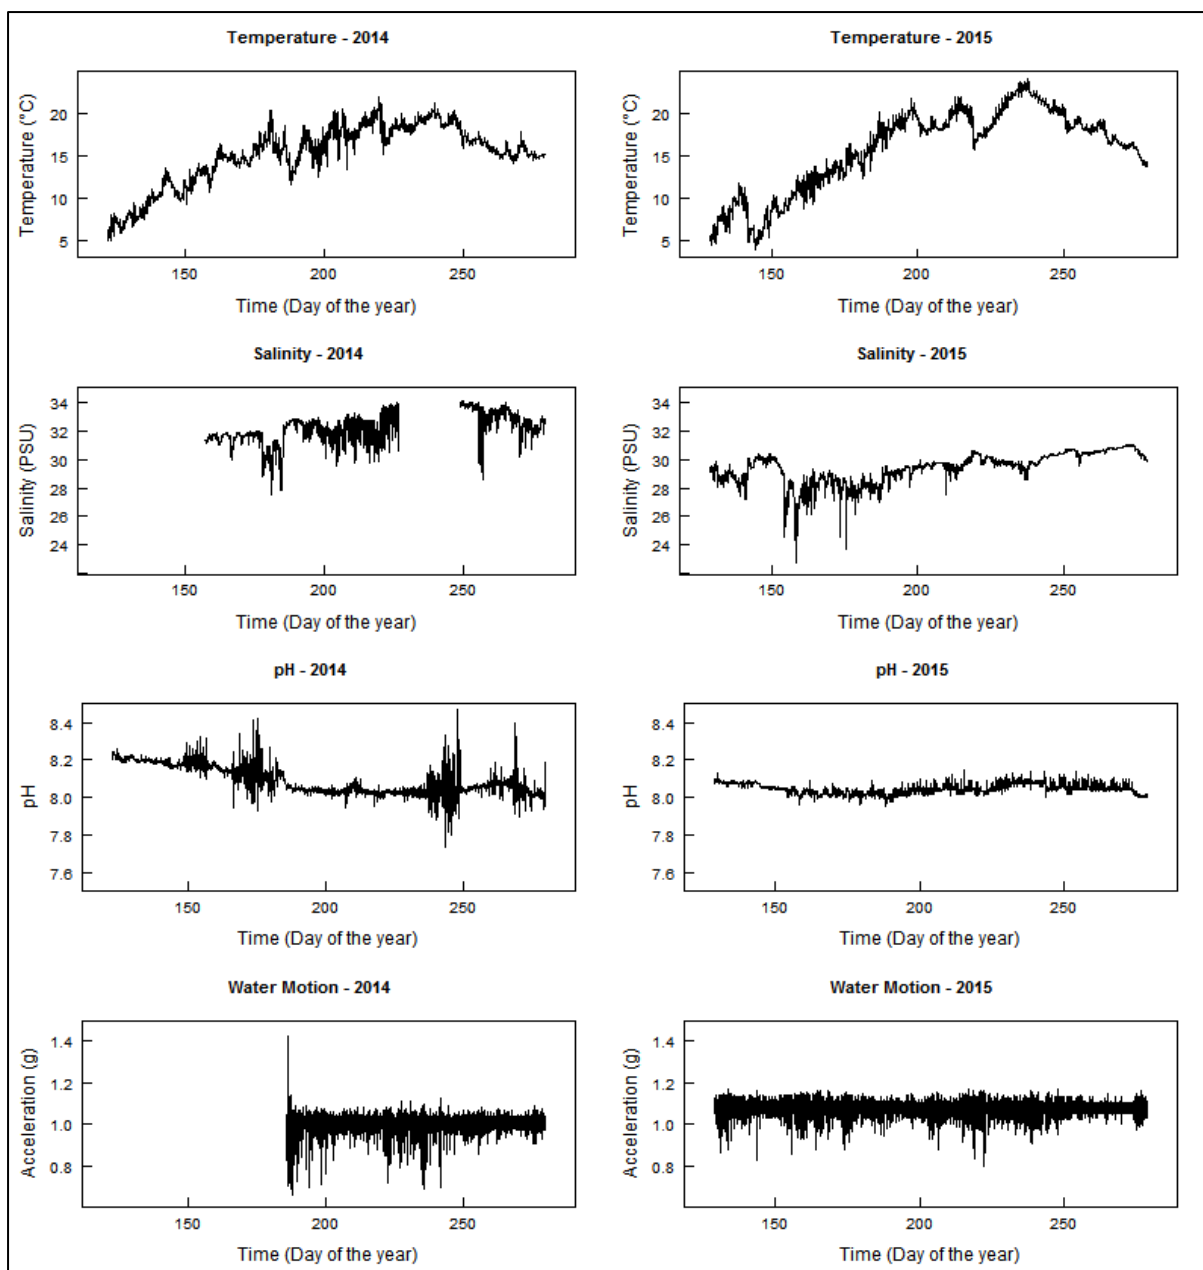 Temperature - 2014
Temperature (°C)
20
15
10
5
150 200 250
Time (Day of the year)
Temperature - 2015
Temperature (°C)
20
15
10
5
150 200 250
Time (Day of the year)
Salinity - 2014
Salinity (PSU)
34
32
30
28
26
24
150 200 250
Time (Day of the year)
Salinity - 2015
Salinity (PSU)
34
32
30
28
26
24
150 200 250
Time (Day of the year)
pH - 2014
pH
8.4
8.2
8.0
7.8
7.6
150 200 250
Time (Day of the year)
pH - 2015
pH
8.4
8.2
8.0
7.8
7.6
150 200 250
Time (Day of the year)
Water Motion - 2014
Acceleration (g)
1.4
1.2
1.0
0.8
150 200 250
Time (Day of the year)
Water Motion - 2015
Acceleration (g)
1.4
1.2
1.0
0.8
150 200 250
Time (Day of the year)